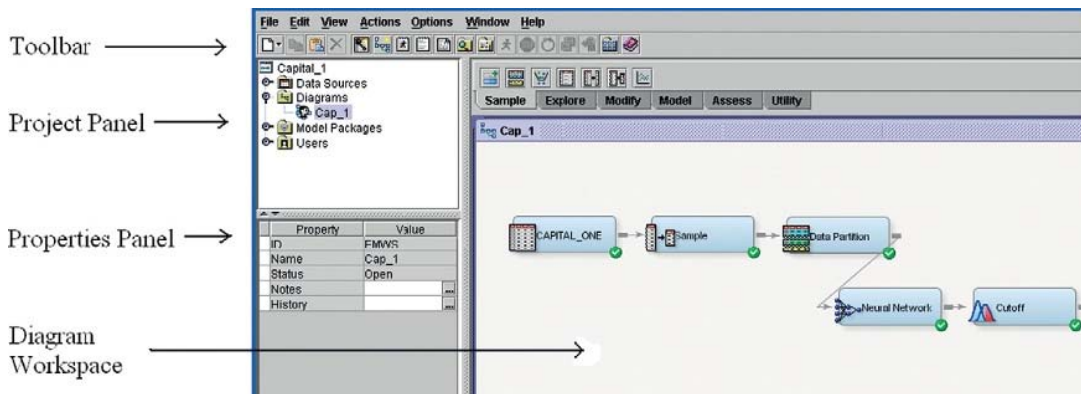 File Edit View Actions Options Window Help
Toolbar
Capital_1
Data Sources
Diagrams
Cap_1
Model Packages
Users
Project Panel
Sample Explore Modify Model Assess Utility
Cap_1
Properties Panel
Property Value
ID EMWS
Name Cap_1
Status Open
Notes ...
History ...
CAPITAL_ONE Sample Data Partition
Neural Network Cutoff
Diagram
Workspace